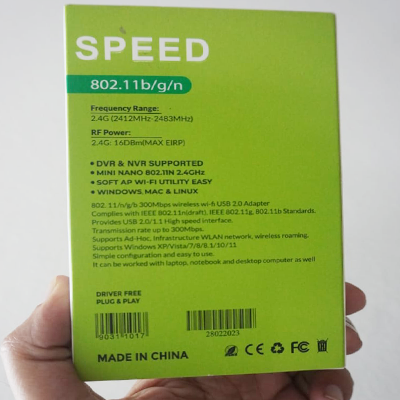 SPEED
802.11b/g/n
Frequency Range:
2.4G (2412MHz-2483MHz)
RF Power:
2.4G: 16DBm(MAX EIRP)
• DVR & NVR SUPPORTED
• MINI NANO 802.11N 2.4GHz
• SOFT AP WI-FI UTILITY EASY
• WINDOWS, MAC & LINUX
802. 11/v/g/b 300Mbps wireless wi-fi USB 2.0 Adapter
Complies with IEEE 802.11n(draft), IEEE 802.11g, 802.11b Standards.
Provides USB 2.0/1.1 High speed interface.
Transmission rate up to 300Mbps.
Supports Ad-Hoc, Infrastructure WLAN network, wireless roaming.
Supports Windows XP/Vista/7/8/8.1/10/11
Simple configuration and easy to use.
It can be worked with laptop, notebook and desktop computer as well!
DRIVER FREE
PLUG & PLAY
9031 1017
28022023
MADE IN CHINA
CE FC